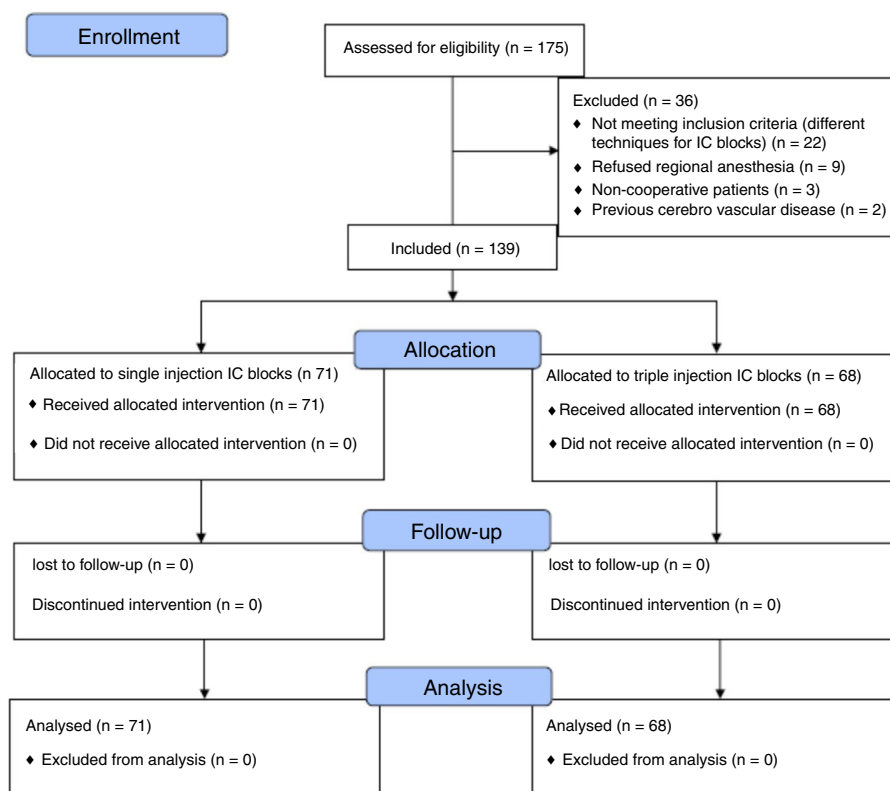 Enrollment
Assessed for eligibility (n = 175)
Excluded (n = 36)
♦ Not meeting inclusion criteria (different
techniques for IC blocks) (n = 22)
♦ Refused regional anesthesia (n = 9)
♦ Non-cooperative patients (n = 3)
♦ Previous cerebro vascular disease (n = 2)
Included (n = 139)
Allocation
Allocated to single injection IC blocks (n 71)
♦ Received allocated intervention (n = 71)
♦ Did not receive allocated intervention (n = 0)
Allocated to triple injection IC blocks (n = 68)
♦ Received allocated intervention (n = 68)
♦ Did not receive allocated intervention (n = 0)
Follow-up
lost to follow-up (n = 0)
Discontinued intervention (n = 0)
lost to follow-up (n = 0)
Discontinued intervention (n = 0)
Analysis
Analysed (n = 71)
♦ Excluded from analysis (n = 0)
Analysed (n = 68)
♦ Excluded from analysis (n = 0)